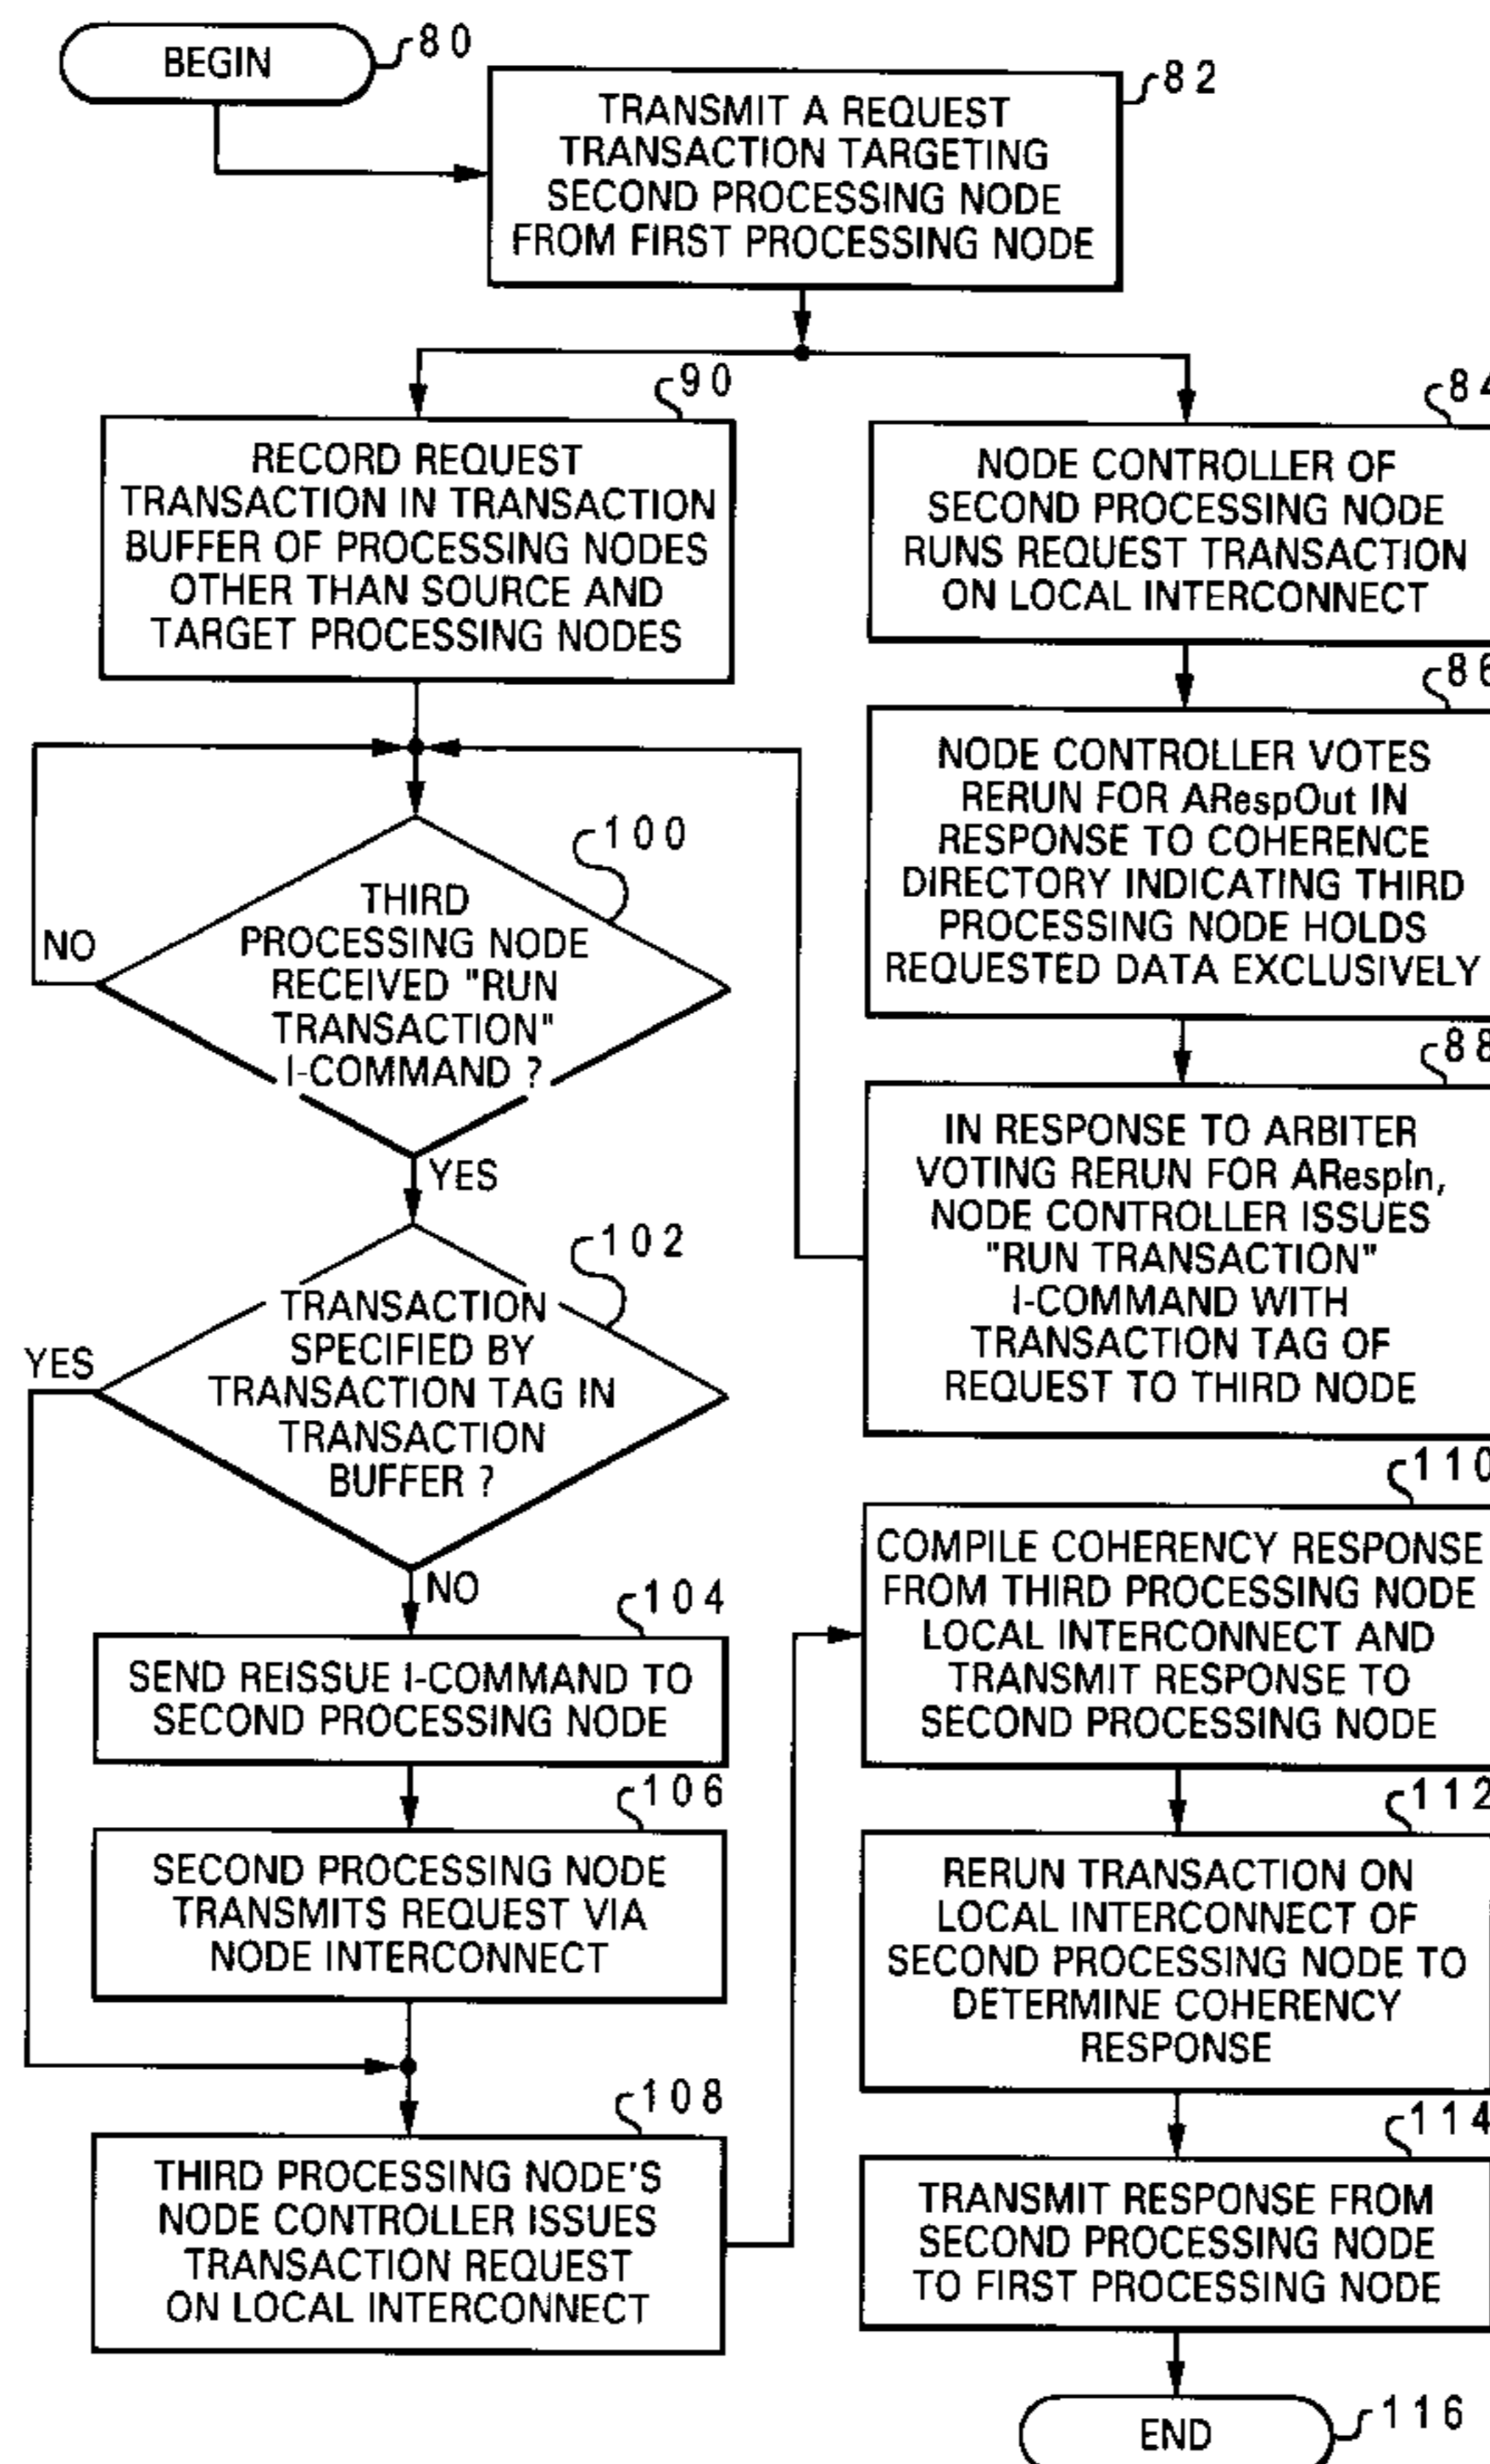 BEGIN
80
82
TRANSMIT A REQUEST
TRANSACTION TARGETING
SECOND PROCESSING NODE
FROM FIRST PROCESSING NODE
90
RECORD REQUEST
TRANSACTION IN TRANSACTION
BUFFER OF PROCESSING NODES
OTHER THAN SOURCE AND
TARGET PROCESSING NODES
84
NODE CONTROLLER OF
SECOND PROCESSING NODE
RUNS REQUEST TRANSACTION
ON LOCAL INTERCONNECT
86
NODE CONTROLLER VOTES
RERUN FOR ARespOut IN
RESPONSE TO COHERENCE
DIRECTORY INDICATING THIRD
PROCESSING NODE HOLDS
REQUESTED DATA EXCLUSIVELY
88
IN RESPONSE TO ARBITER
VOTING RERUN FOR ARespIn,
NODE CONTROLLER ISSUES
"RUN TRANSACTION"
I-COMMAND WITH
TRANSACTION TAG OF
REQUEST TO THIRD NODE
100
THIRD
PROCESSING NODE
RECEIVED "RUN
TRANSACTION"
I-COMMAND ?
NO
YES
102
TRANSACTION
SPECIFIED BY
TRANSACTION TAG IN
TRANSACTION
BUFFER ?
YES
NO
104
SEND REISSUE I-COMMAND TO
SECOND PROCESSING NODE
106
SECOND PROCESSING NODE
TRANSMITS REQUEST VIA
NODE INTERCONNECT
108
THIRD PROCESSING NODE'S
NODE CONTROLLER ISSUES
TRANSACTION REQUEST
ON LOCAL INTERCONNECT
110
COMPILE COHERENCY RESPONSE
FROM THIRD PROCESSING NODE
LOCAL INTERCONNECT AND
TRANSMIT RESPONSE TO
SECOND PROCESSING NODE
112
RERUN TRANSACTION ON
LOCAL INTERCONNECT OF
SECOND PROCESSING NODE TO
DETERMINE COHERENCY
RESPONSE
114
TRANSMIT RESPONSE FROM
SECOND PROCESSING NODE
TO FIRST PROCESSING NODE
END
116